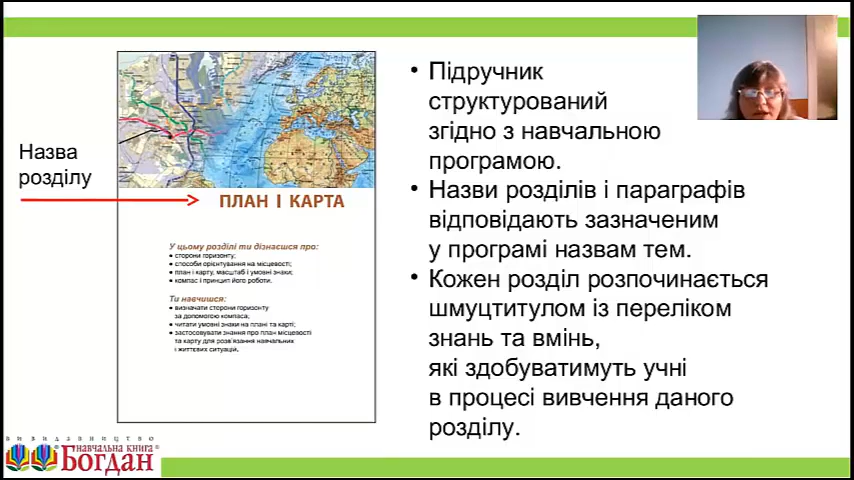 Назва
розділу
ПЛАН І КАРТА
У цьому розділі ти дізнаєшся про:
• сторони горизонту;
• способи орієнтування на місцевості;
• план і карту, масштаб і умовні знаки;
• компас і принцип його роботи.
Ти навчишся:
• визначати сторони горизонту
за допомогою компаса;
• читати умовні знаки на плані та карті;
• застосовувати знання про план місцевості
та карту для розв'язання навчальних
і життєвих ситуацій.
• Підручник
структурований
згідно з навчальною
програмою.
• Назви розділів і параграфів
відповідають зазначеним
у програмі назвам тем.
• Кожен розділ розпочинається
шмуцтитулом із переліком
знань та вмінь,
які здобуватимуть учні
в процесі вивчення даного
розділу.
ВИДАВНИЦТВО
НАВЧАЛЬНА КНИГА®
Богдан®